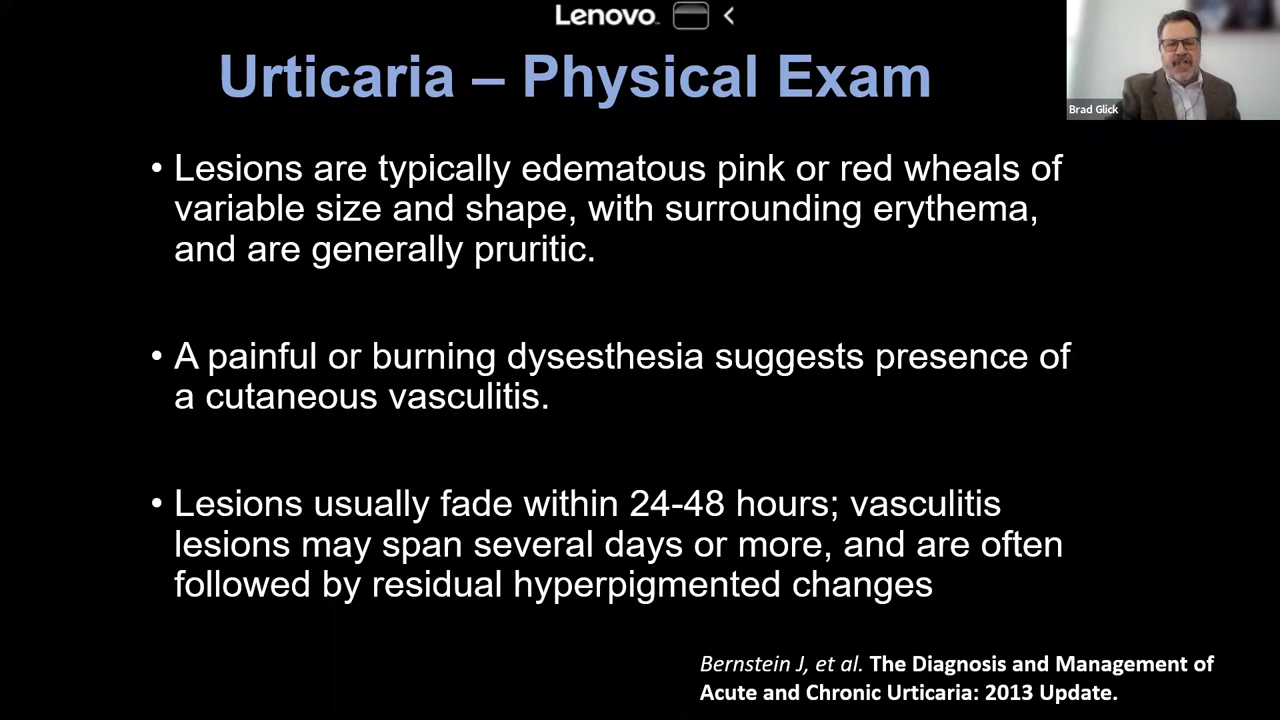 Lenovo
Urticaria – Physical Exam
Brad Glick
• Lesions are typically edematous pink or red wheals of
variable size and shape, with surrounding erythema,
and are generally pruritic.
• A painful or burning dysesthesia suggests presence of
a cutaneous vasculitis.
• Lesions usually fade within 24-48 hours; vasculitis
lesions may span several days or more, and are often
followed by residual hyperpigmented changes
Bernstein J, et al. The Diagnosis and Management of
Acute and Chronic Urticaria: 2013 Update.